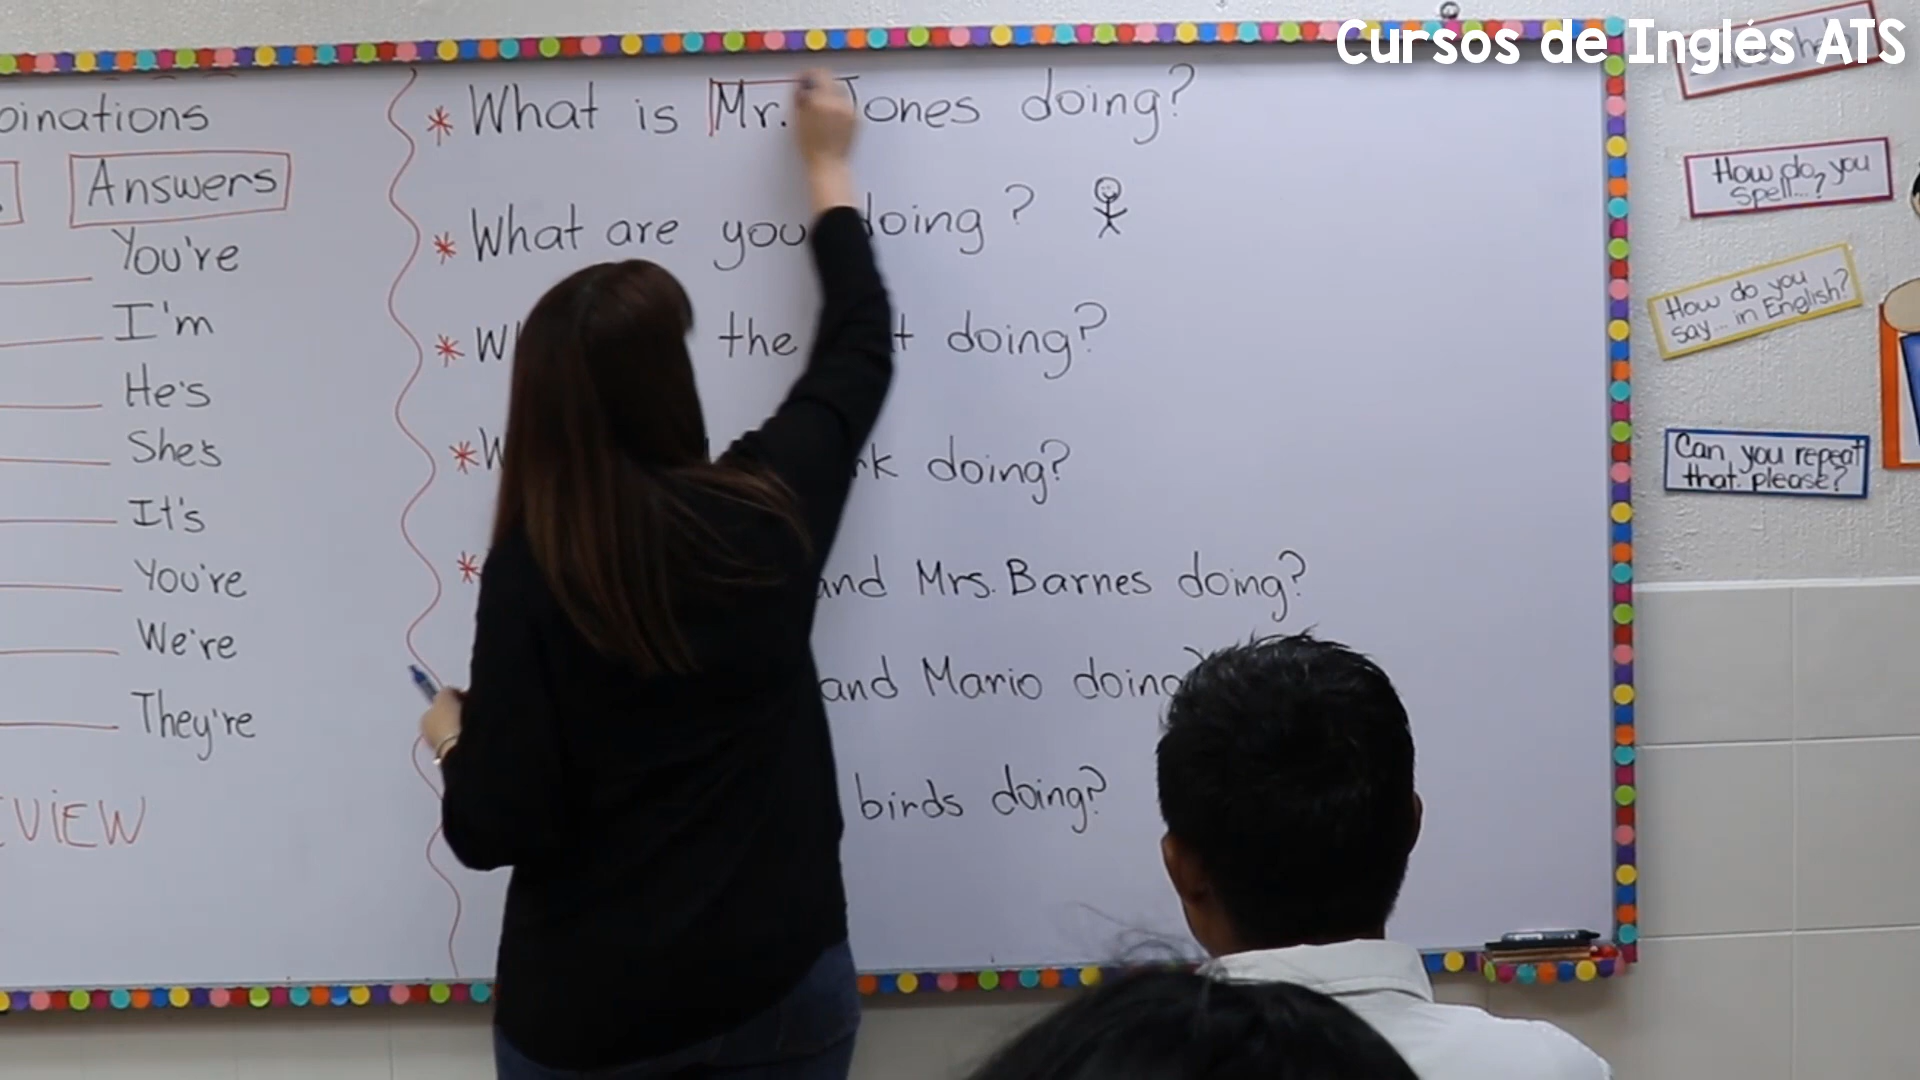 Cursos de Inglés ATS
Answers
You're
I'm
He's
She's
It's
You're
We're
They're
* What is Mr. Jones doing?
* What are you doing?
* the doing?
* doing?
* and Mrs. Barnes doing?
and Mario doing?
birds doing?
How do you
spell...?
How do you
say... in English?
Can you repeat
that please?